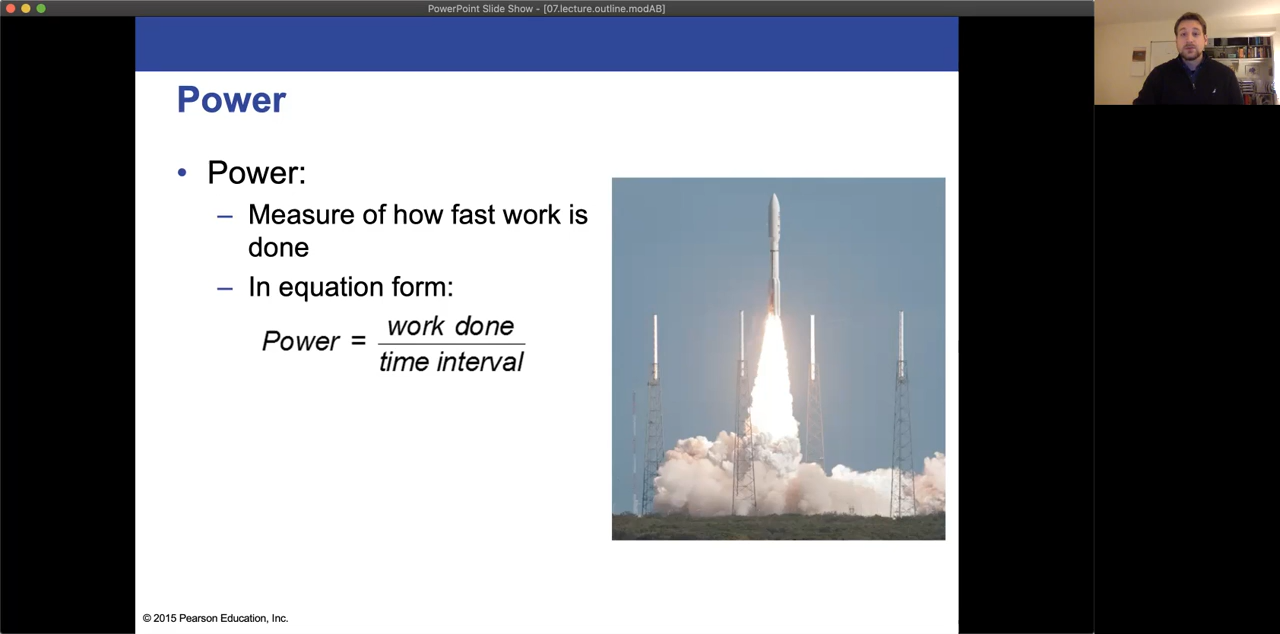 PowerPoint Slide Show - [07.lecture.outline.modAB]
Power
• Power:
– Measure of how fast work is
done
– In equation form:
Power = work done
time interval
© 2015 Pearson Education, Inc.